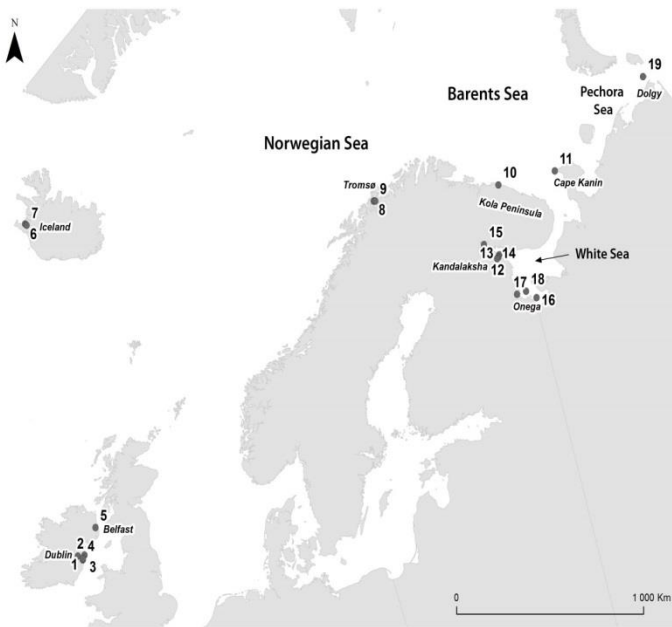 N
19
Pechora
Sea
Dolgy
Barents Sea
Norwegian Sea
11
Cape Kanin
10
Kola Peninsula
Tromsø
9
8
7
6
Iceland
15
13
14
12
Kandalaksha
White Sea
17
18
16
Onega
5
Belfast
2
4
Dublin
1
3
0
1 000 Km